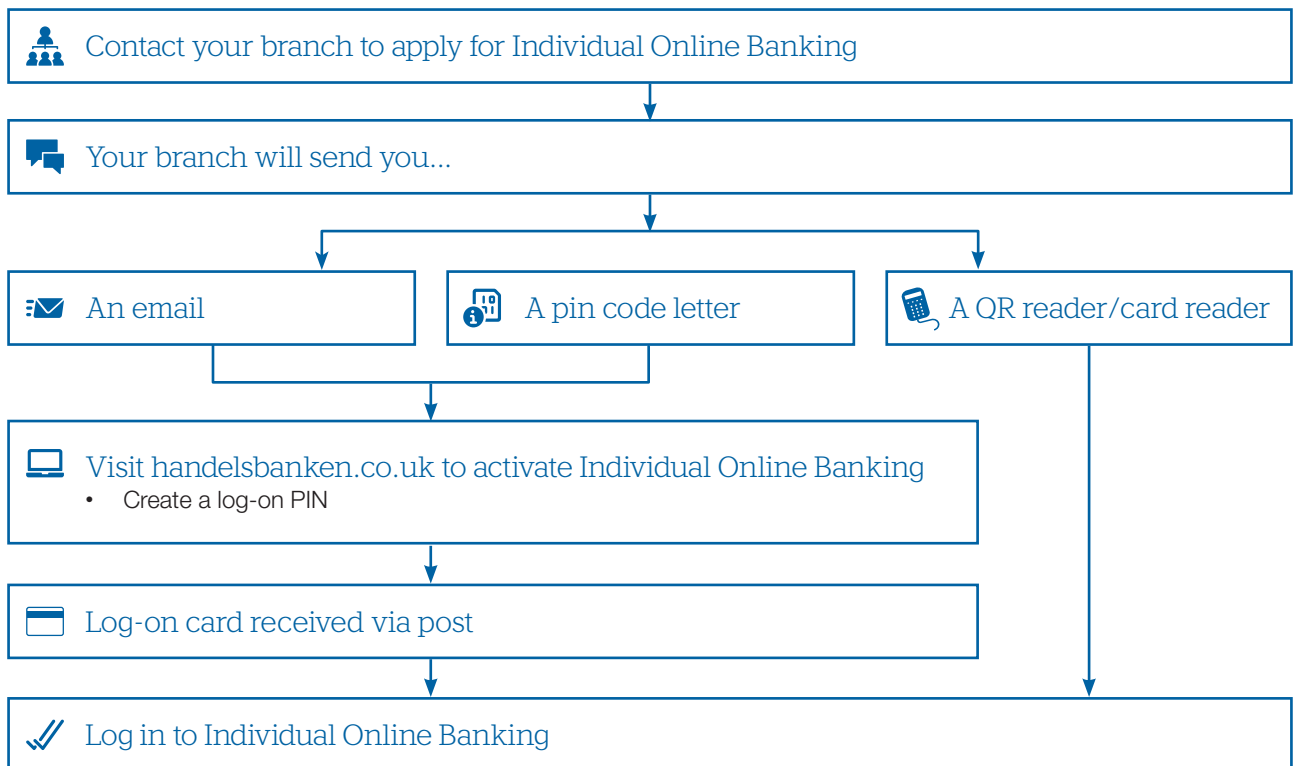 Contact your branch to apply for Individual Online Banking
Your branch will send you...
An email
A pin code letter
A QR reader/card reader
Visit handelsbanken.co.uk to activate Individual Online Banking
• Create a log-on PIN
Log-on card received via post
Log in to Individual Online Banking